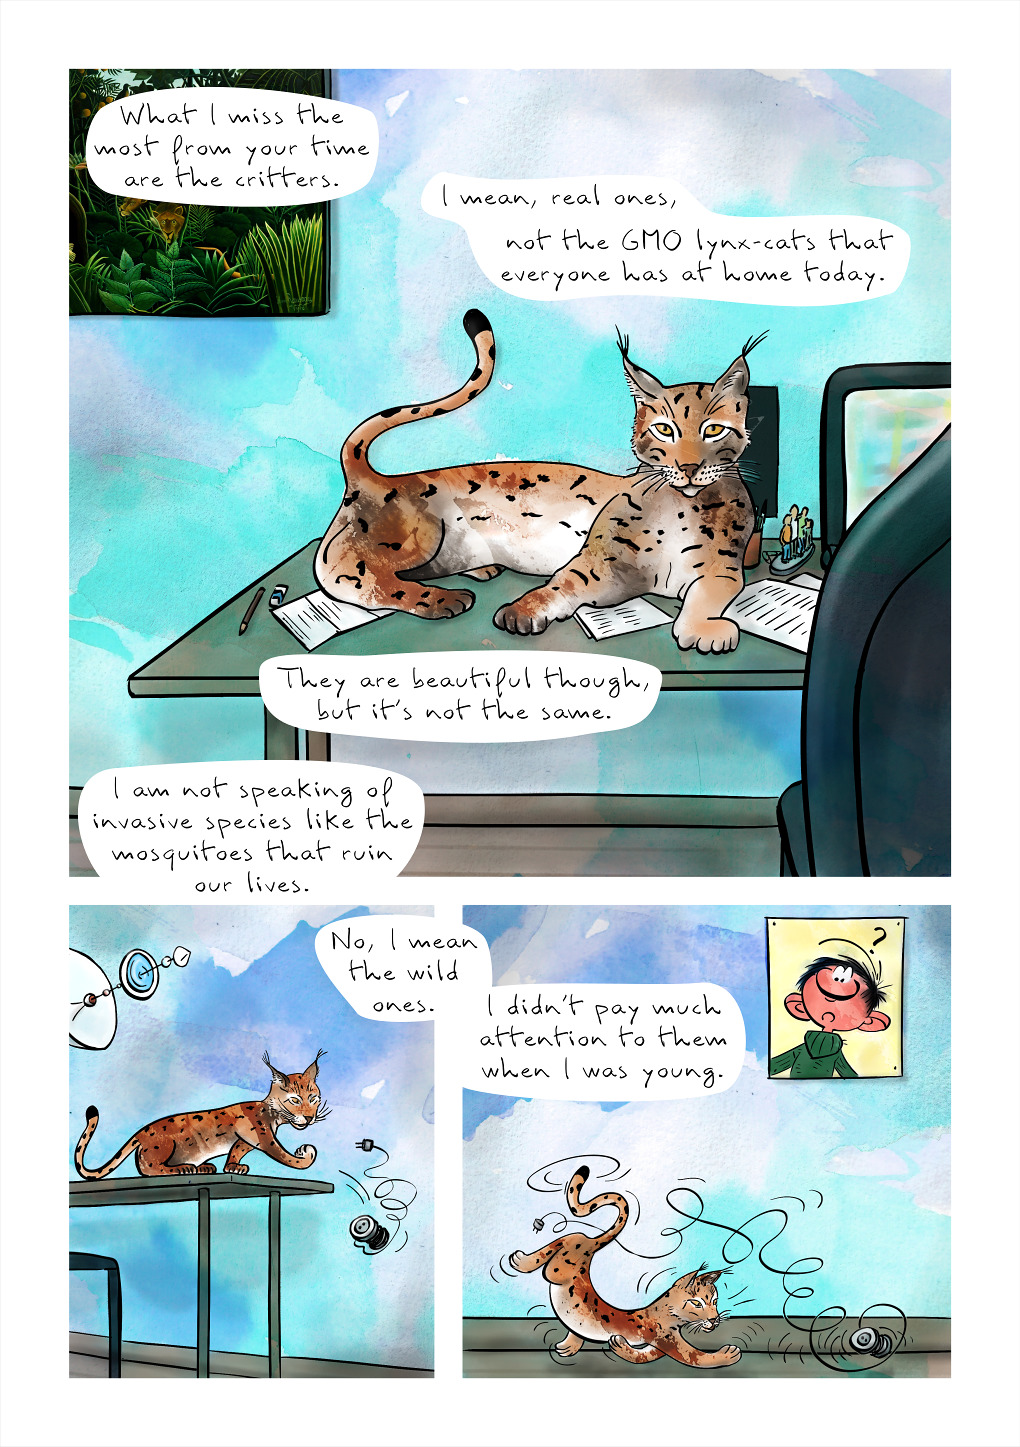 What I miss the
most from your time
are the critters.
I mean, real ones,
not the GMO lynx-cats that
everyone has at home today.
They are beautiful though,
but it's not the same.
I am not speaking of
invasive species like the
mosquitoes that ruin
our lives.
No, I mean
the wild
ones.
I didn't pay much
attention to them
when I was young.
?